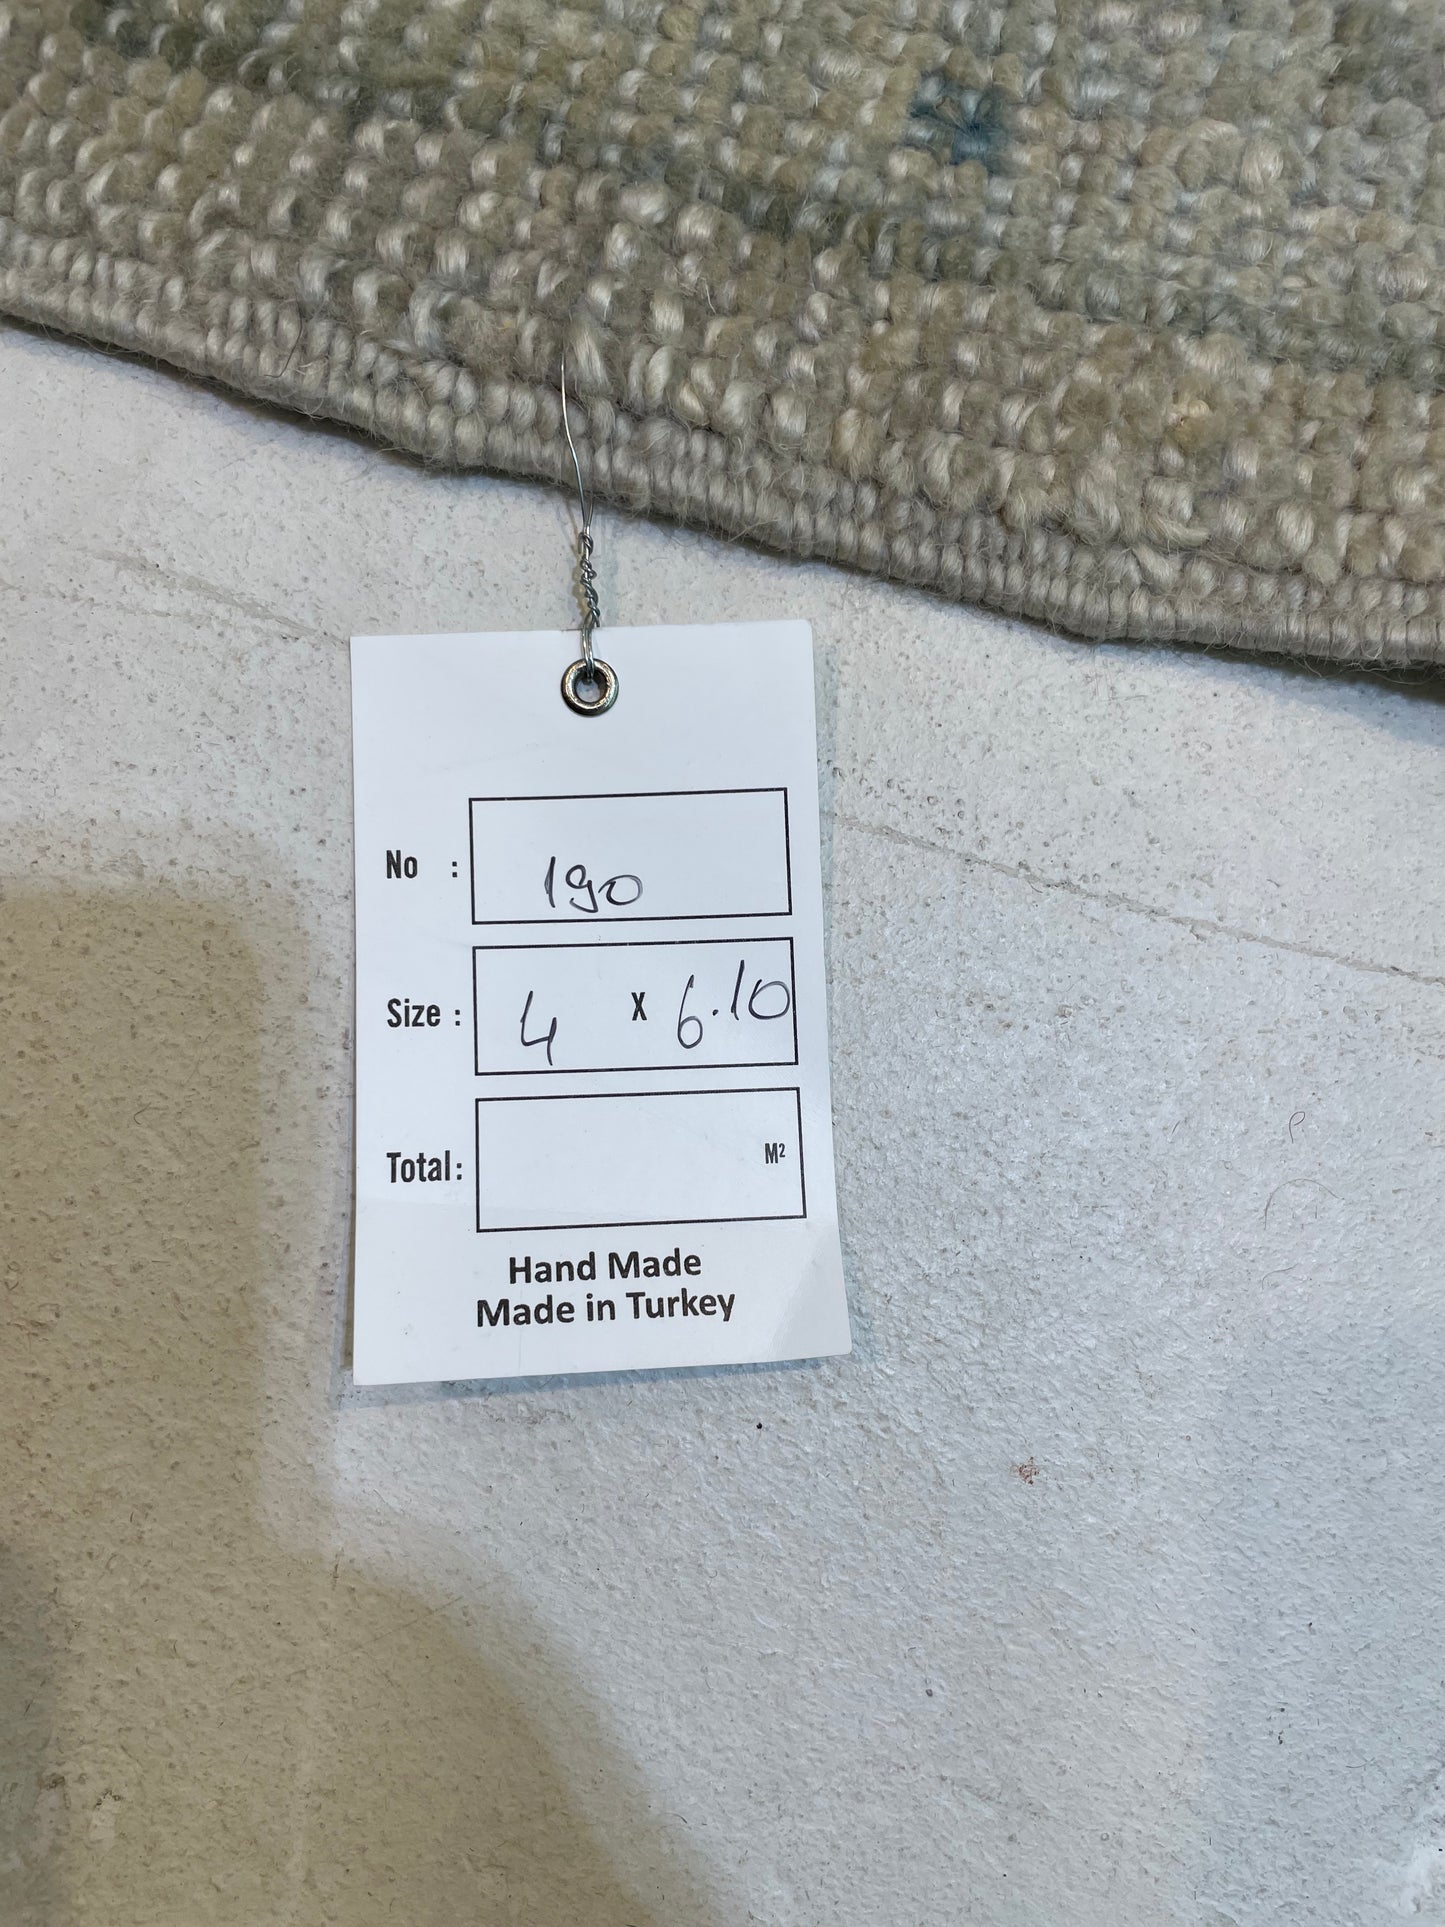 No : 190
Size : 4 x 6.10
Total : M²
Hand Made
Made in Turkey